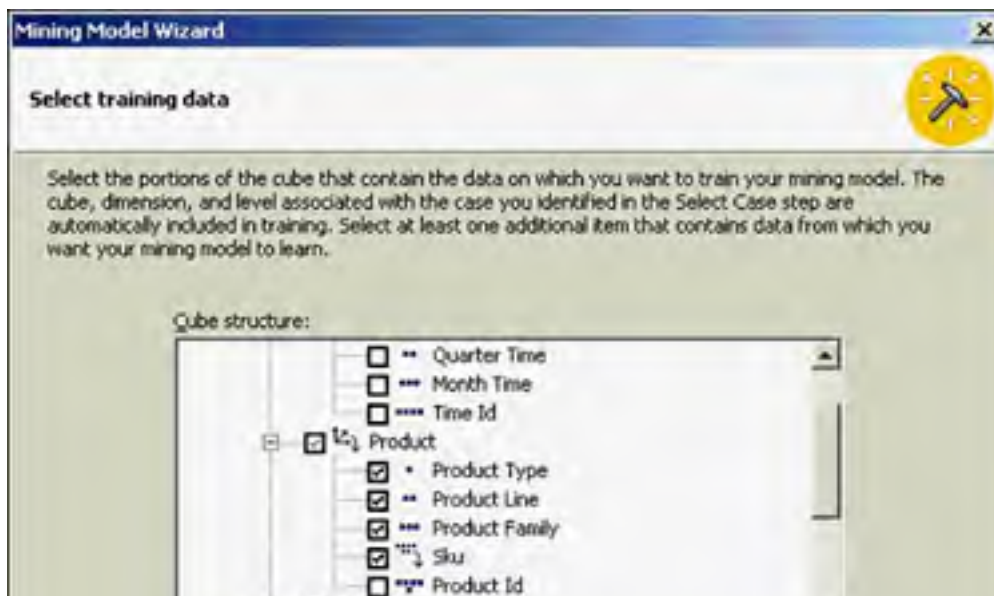 Mining Model Wizard
Select training data
Select the portions of the cube that contain the data on which you want to train your mining model. The
cube, dimension, and level associated with the case you identified in the Select Case step are
automatically included in training. Select at least one additional item that contains data from which you
want your mining model to learn.
Cube structure:
Quarter Time
Month Time
Time Id
Product
Product Type
Product Line
Product Family
Sku
Product Id